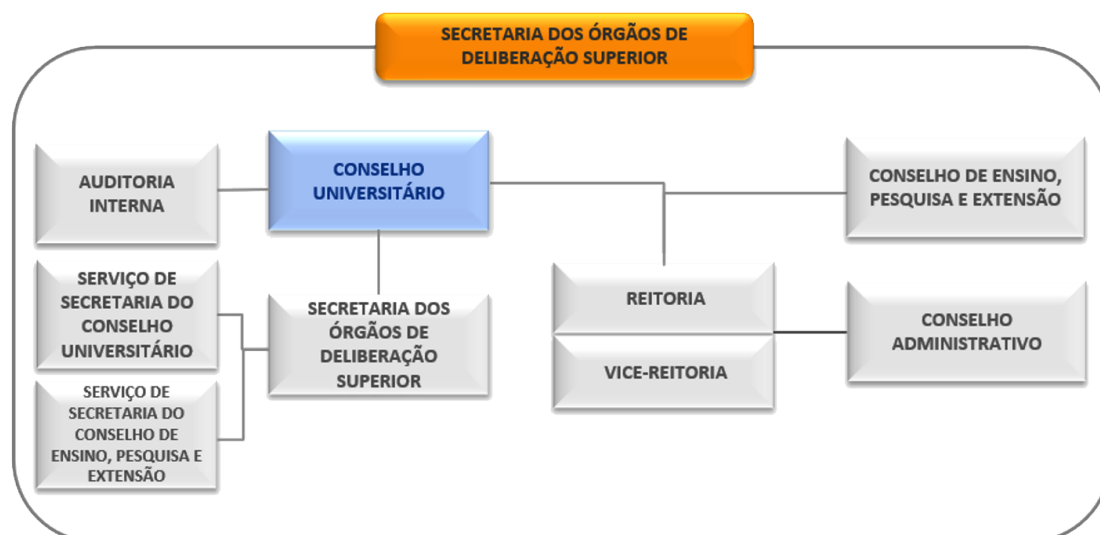 SECRETARIA DOS ÓRGÃOS DE
DELIBERAÇÃO SUPERIOR
AUDITORIA
INTERNA
CONSELHO
UNIVERSITÁRIO
CONSELHO DE ENSINO,
PESQUISA E EXTENSÃO
SERVIÇO DE
SECRETARIA DO
CONSELHO
UNIVERSITÁRIO
SECRETARIA DOS
ÓRGÃOS DE
DELIBERAÇÃO
SUPERIOR
REITORIA
VICE-REITORIA
CONSELHO
ADMINISTRATIVO
SERVIÇO DE
SECRETARIA DO
CONSELHO DE
ENSINO, PESQUISA E
EXTENSÃO